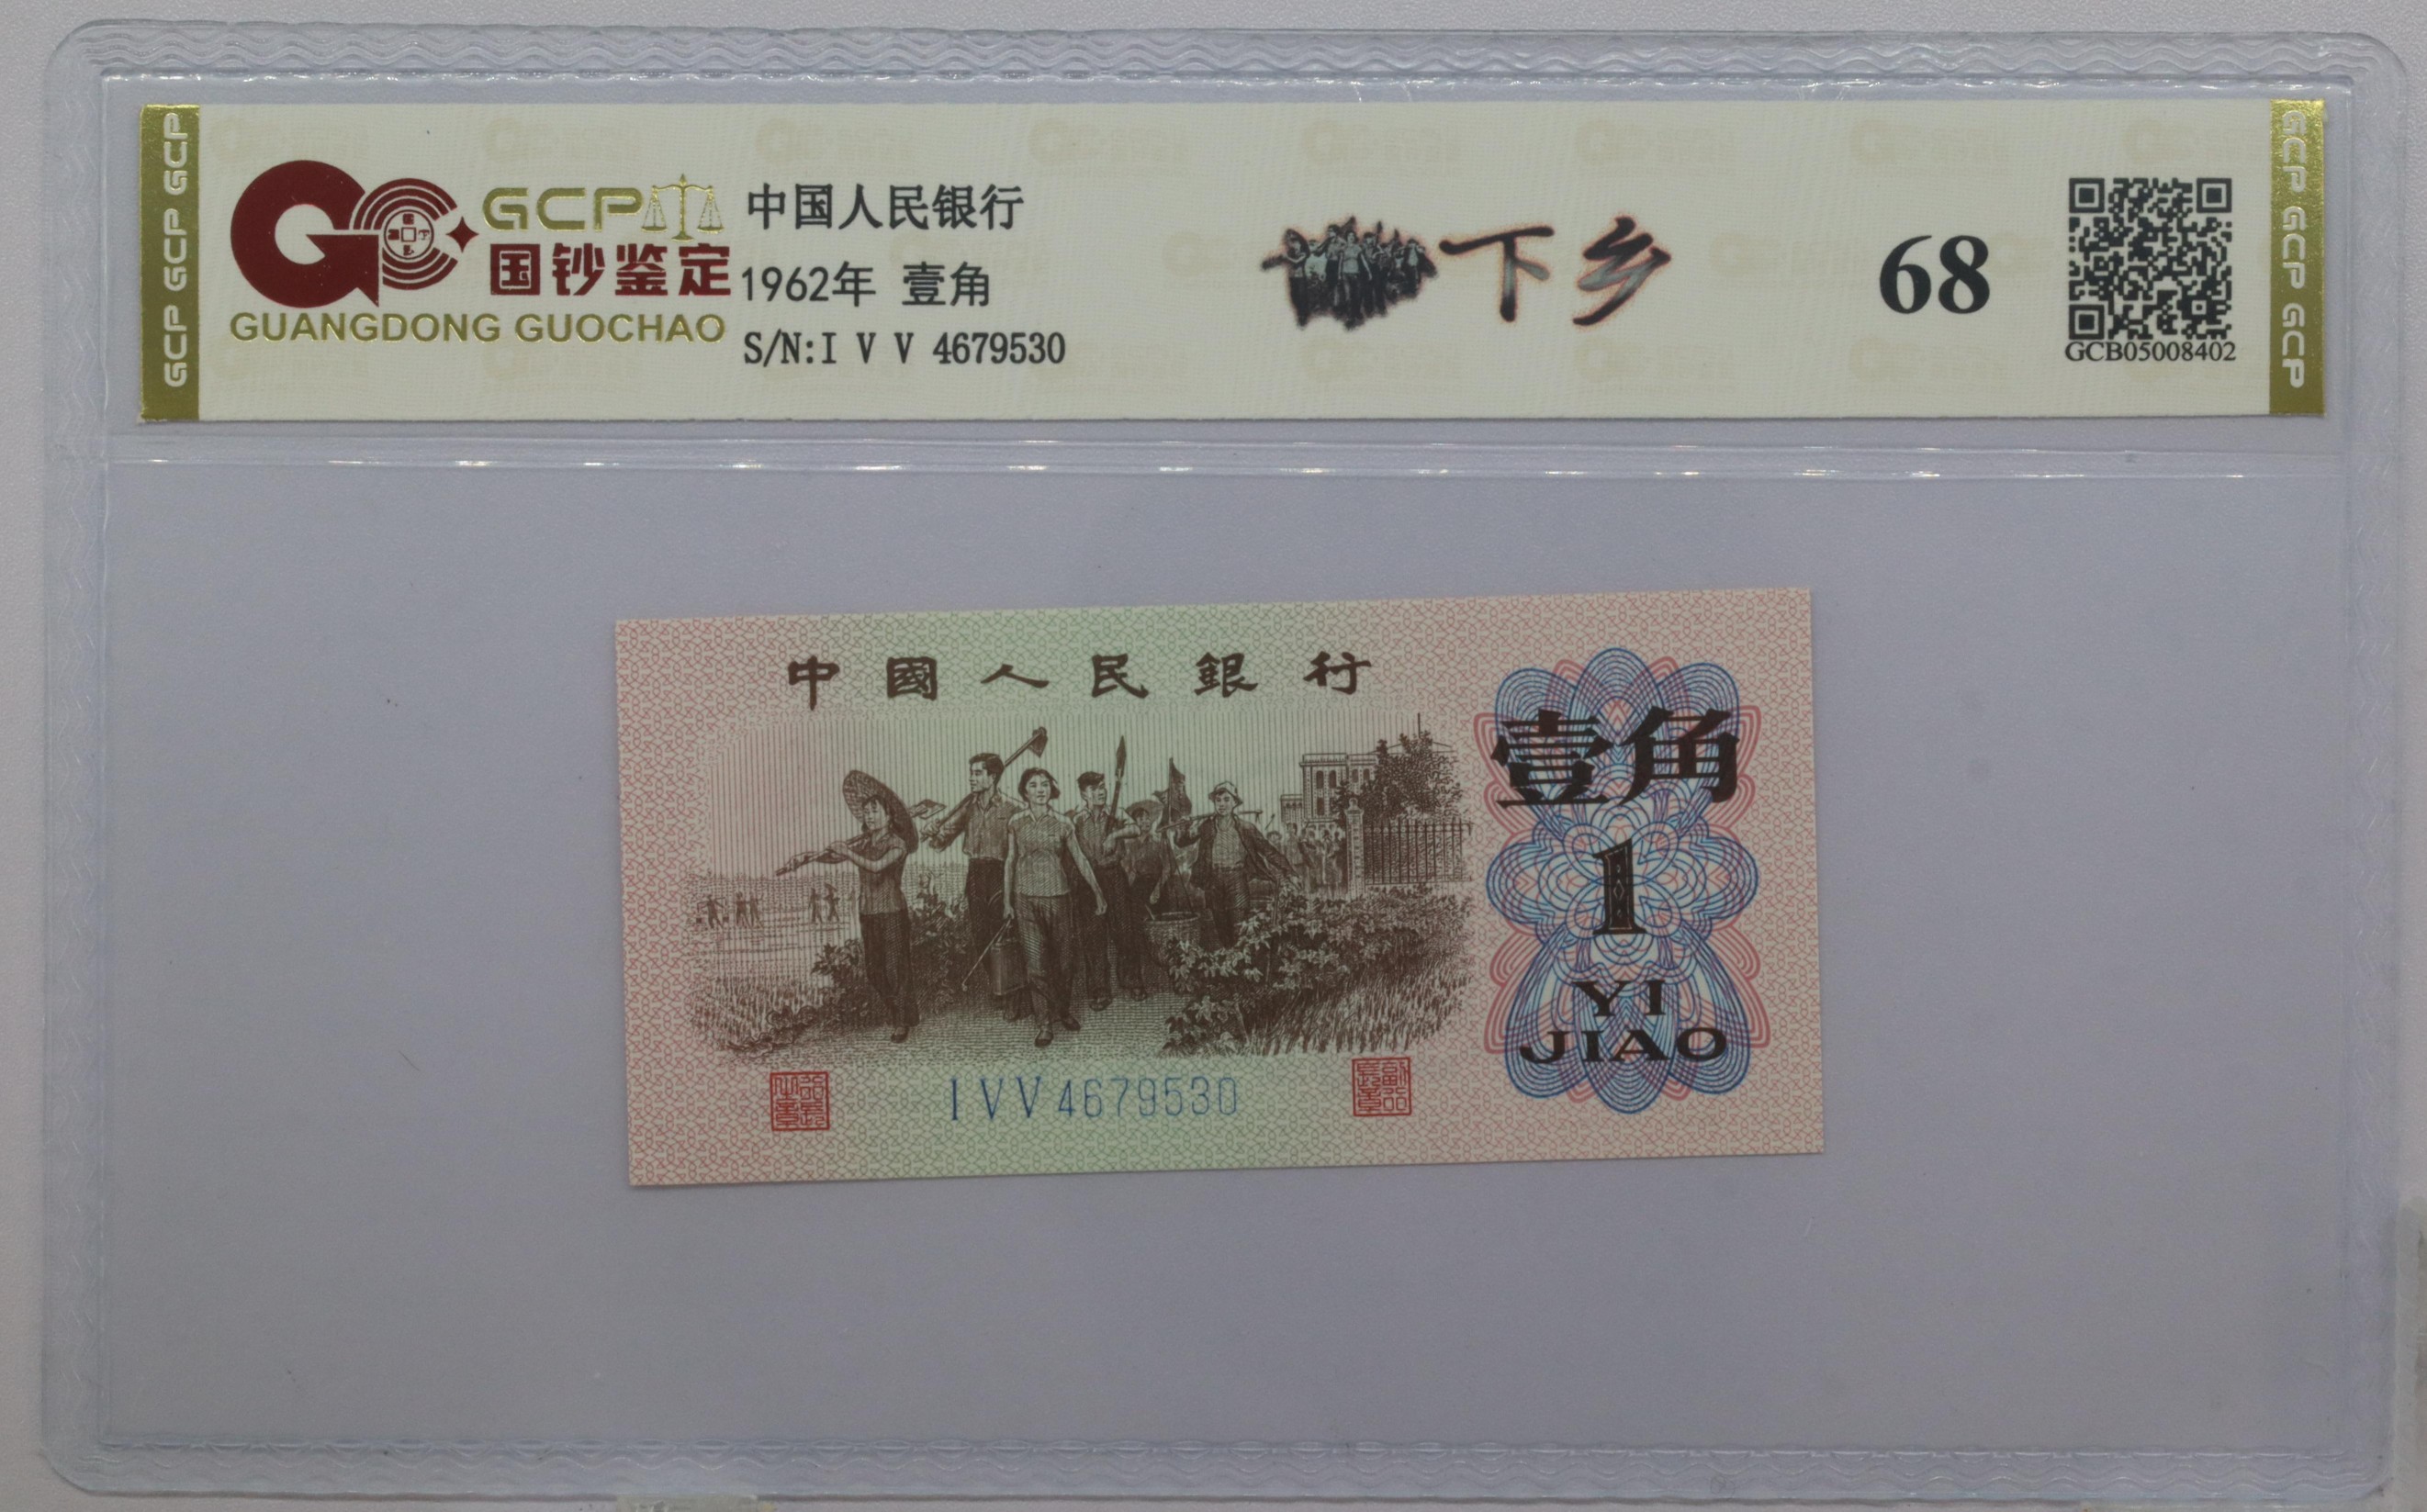 GCP GCP GCP
GCP
国钞鉴定
GUANGDONG GUOCHAO
中国人民银行
1962年 壹角
S/N:I V V 4679530
下乡
68
GCB05008402
GCP GCP GCP
中國人民銀行
壹角
1
YI
JIAO
I V V 4679530